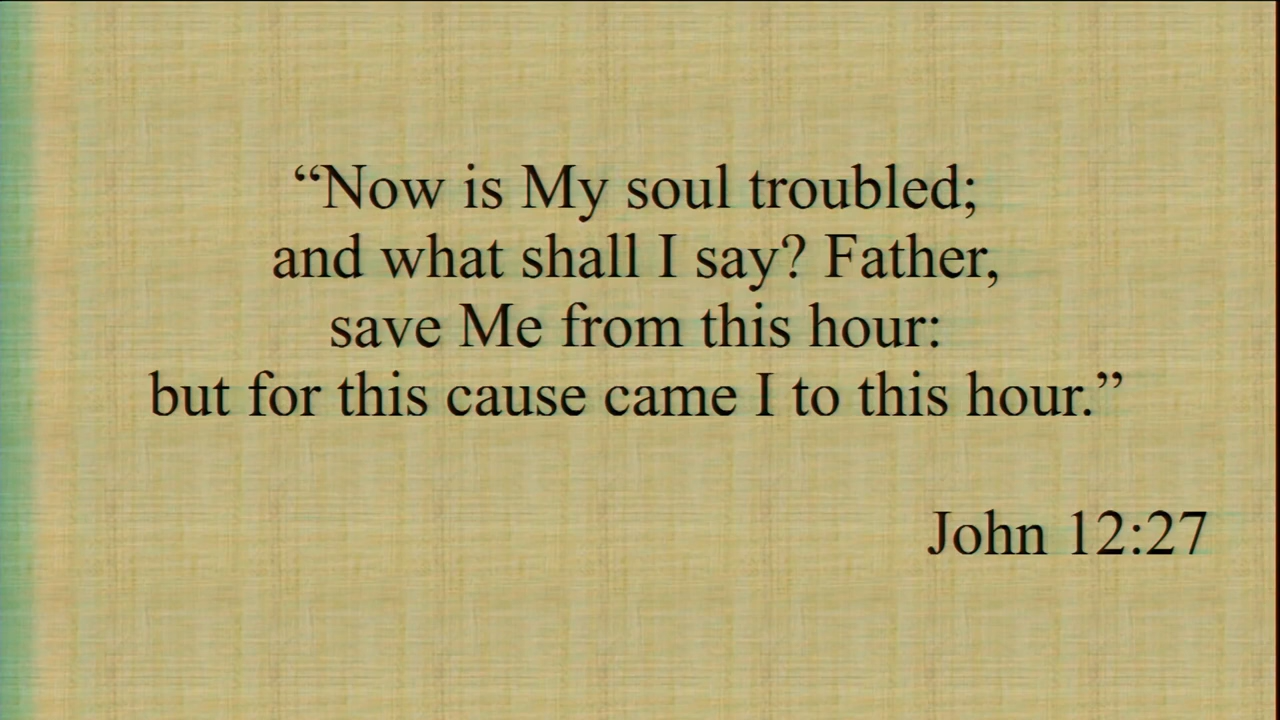 “Now is My soul troubled;
and what shall I say? Father,
save Me from this hour:
but for this cause came I to this hour.”
John 12:27